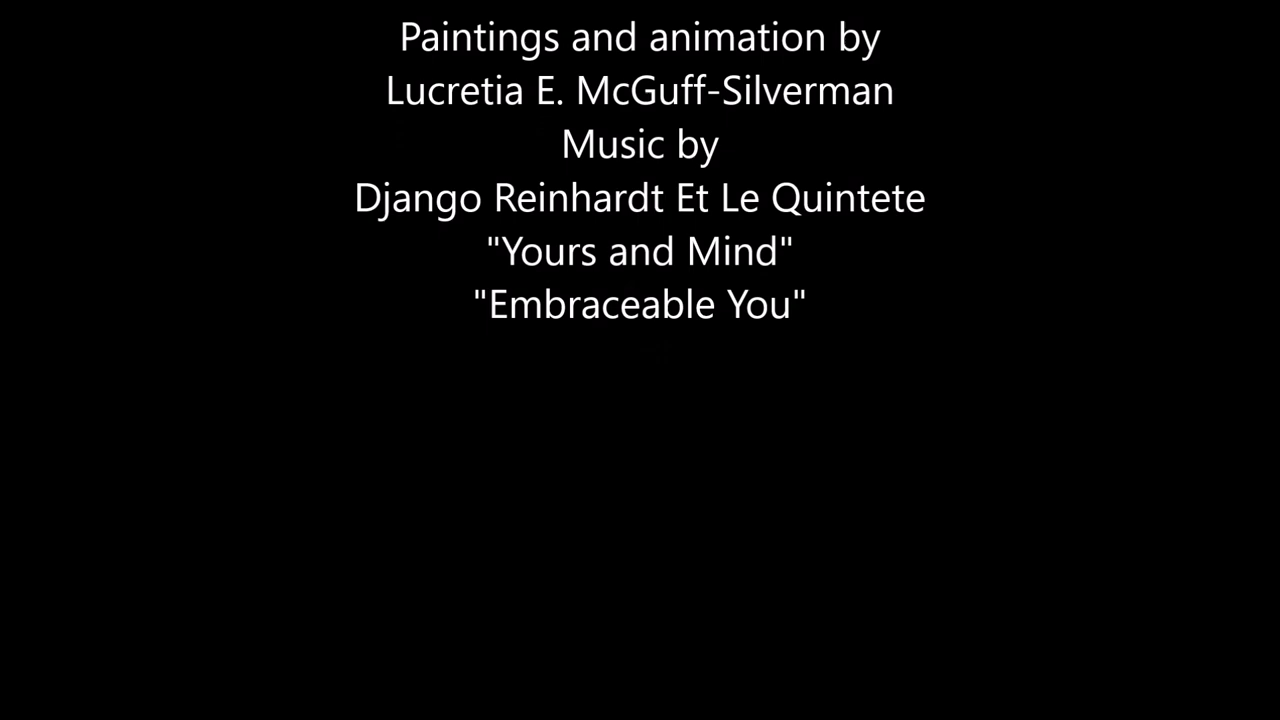 Paintings and animation by
Lucretia E. McGuff-Silverman
Music by
Django Reinhardt Et Le Quintete
"Yours and Mind"
"Embraceable You"